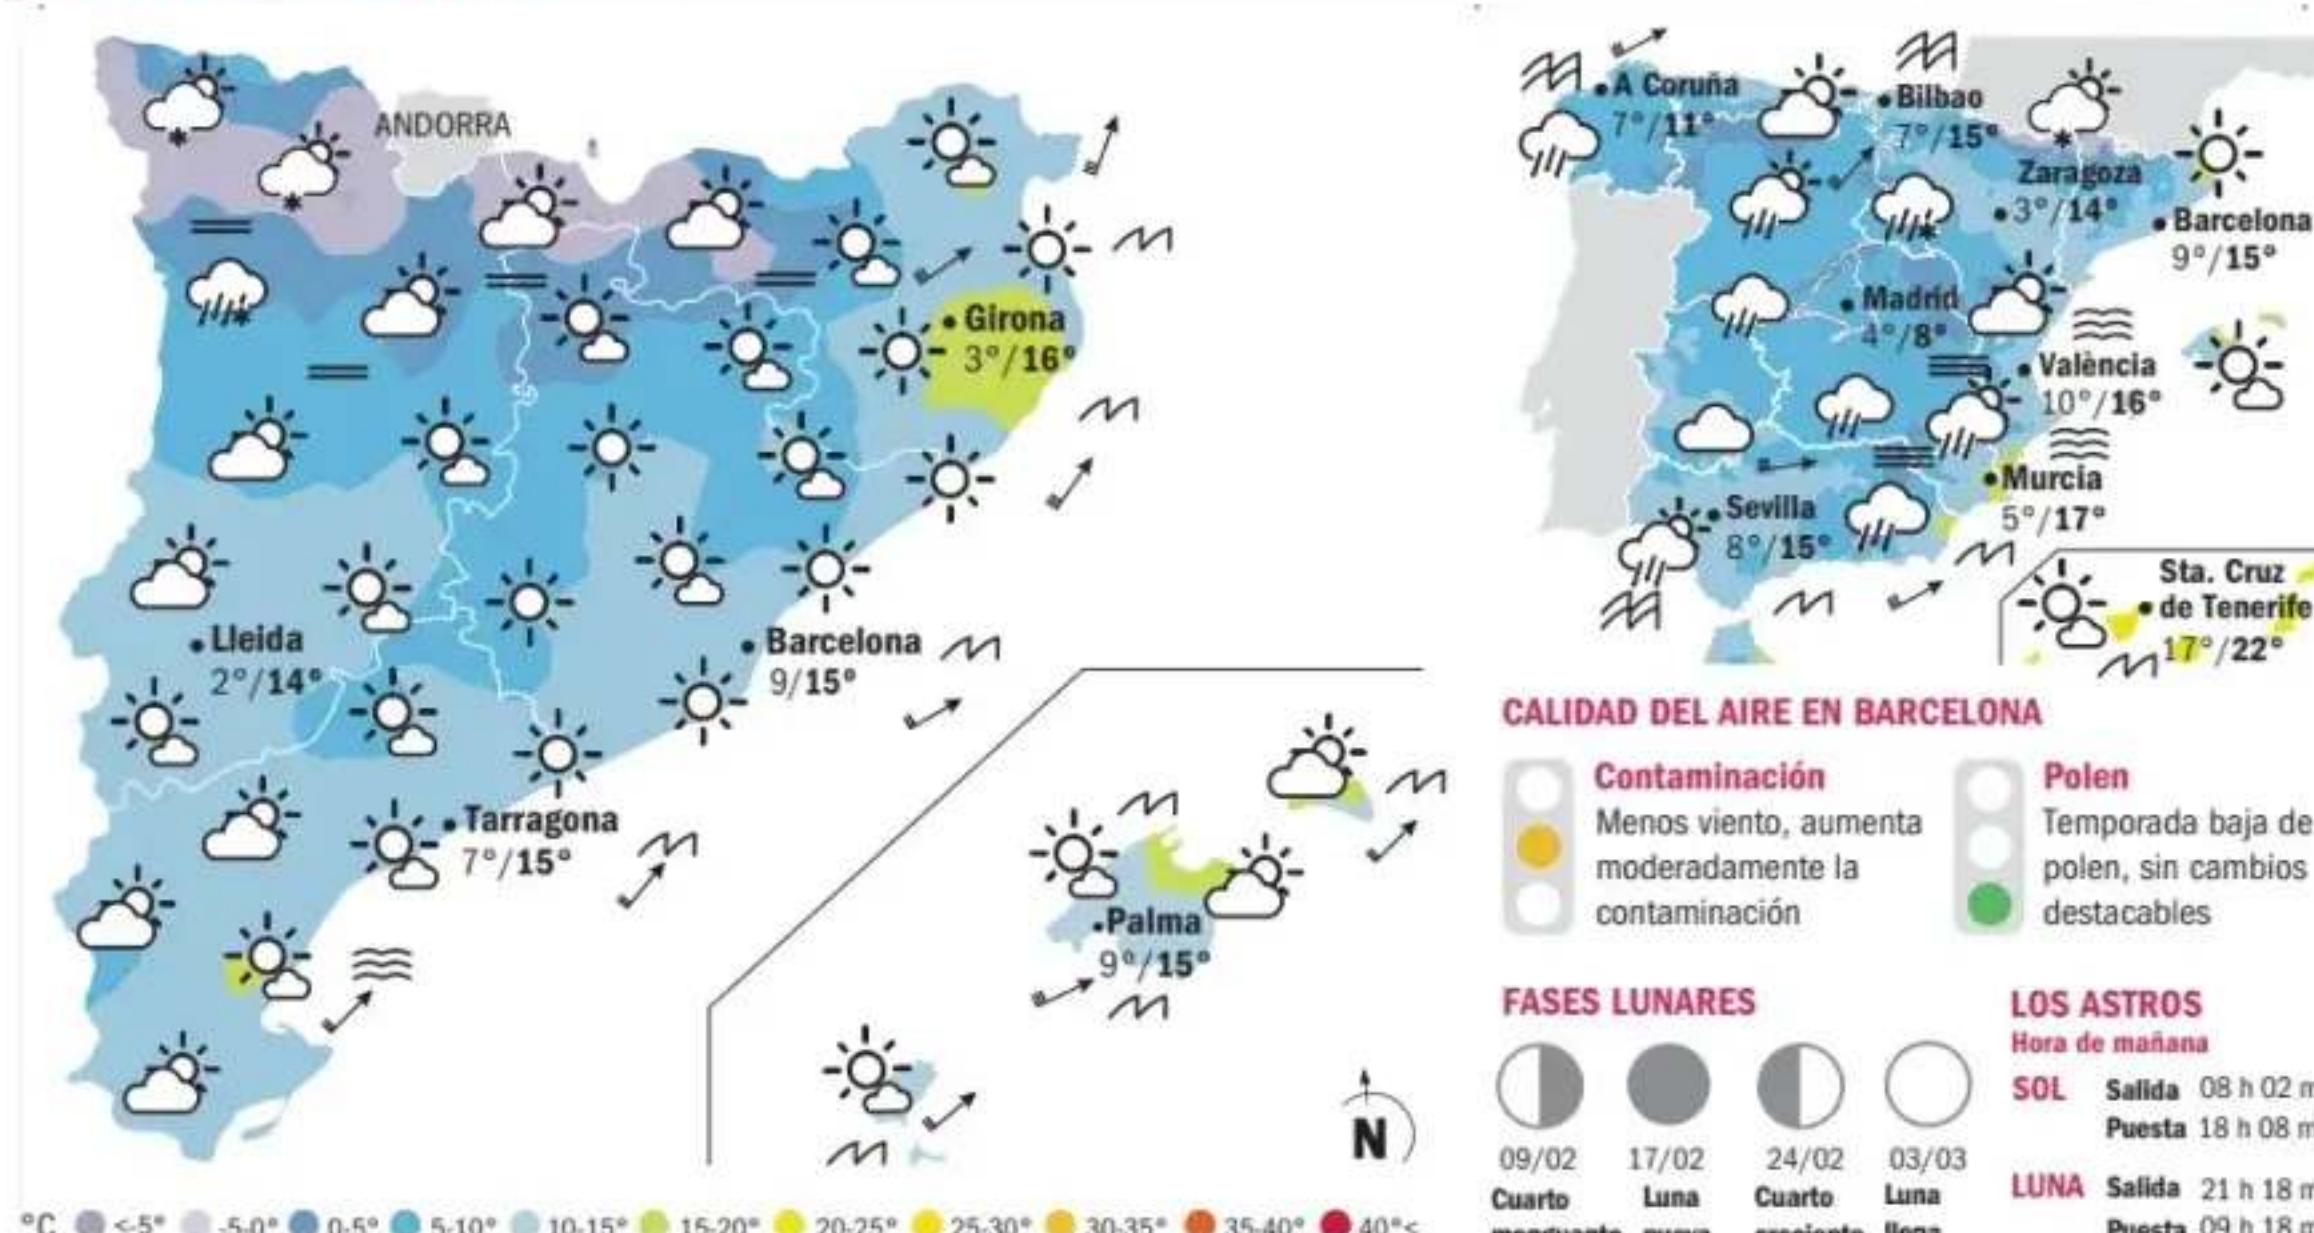 ANDORRA
Girona
3°/16°
Lleida
2°/14°
Barcelona
9/15°
Tarragona
7°/15°
Palma
9°/15°
N
°C <-5° -5-0° 0-5° 5-10° 10-15° 15-20° 20-25° 25-30° 30-35° 35-40° 40°<
A Coruña
7°/11°
Bilbao
7°/15°
Zaragoza
3°/14°
Barcelona
9°/15°
Madrid
4°/8°
València
10°/16°
Murcia
5°/17°
Sevilla
8°/15°
Sta. Cruz
de Tenerife
17°/22°
CALIDAD DEL AIRE EN BARCELONA
Contaminación
Menos viento, aumenta
moderadamente la
contaminación
Polen
Temporada baja de
polen, sin cambios
destacables
FASES LUNARES
09/02 17/02 24/02 03/03
Cuarto Luna Cuarto Luna
menguante nueva creciente llena
LOS ASTROS
Hora de mañana
SOL Salida 08 h 02 m
Puesta 18 h 08 m
LUNA Salida 21 h 18 m
Puesta 09 h 18 m